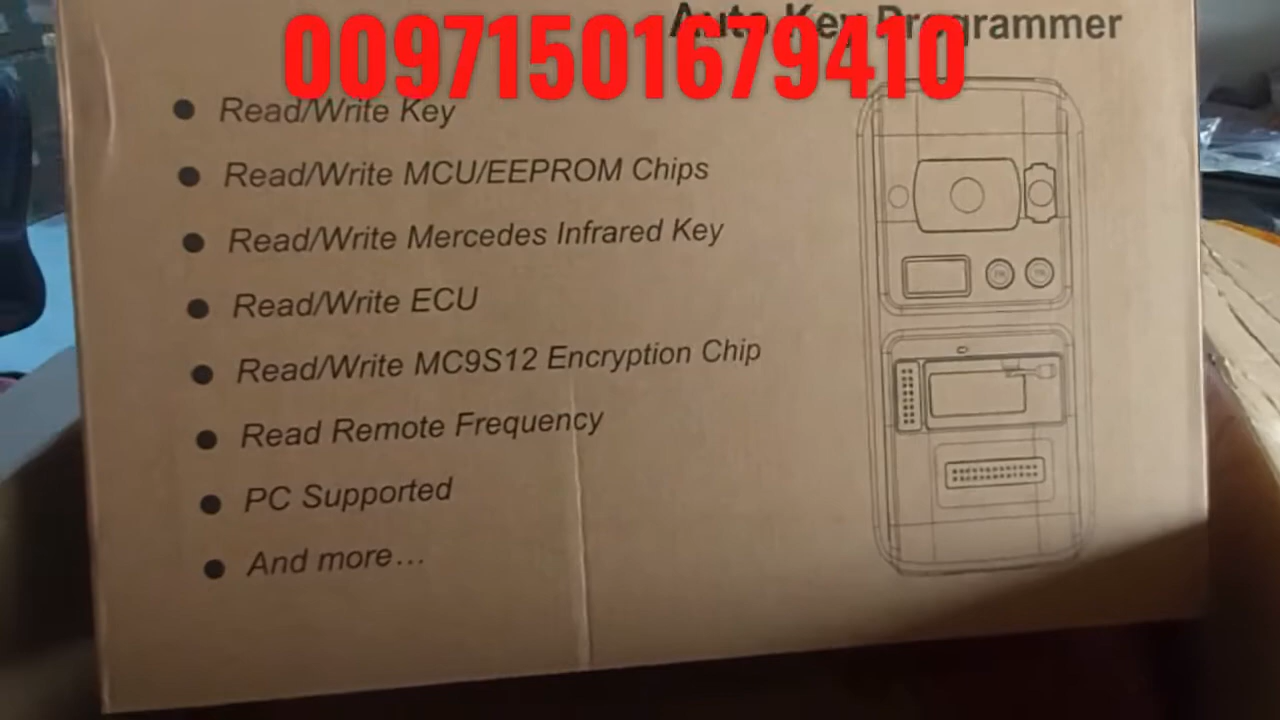 Auto Key Programmer
00971501679410
Read/Write Key
Read/Write MCU/EEPROM Chips
Read/Write Mercedes Infrared Key
Read/Write ECU
Read/Write MC9S12 Encryption Chip
Read Remote Frequency
PC Supported
And more...